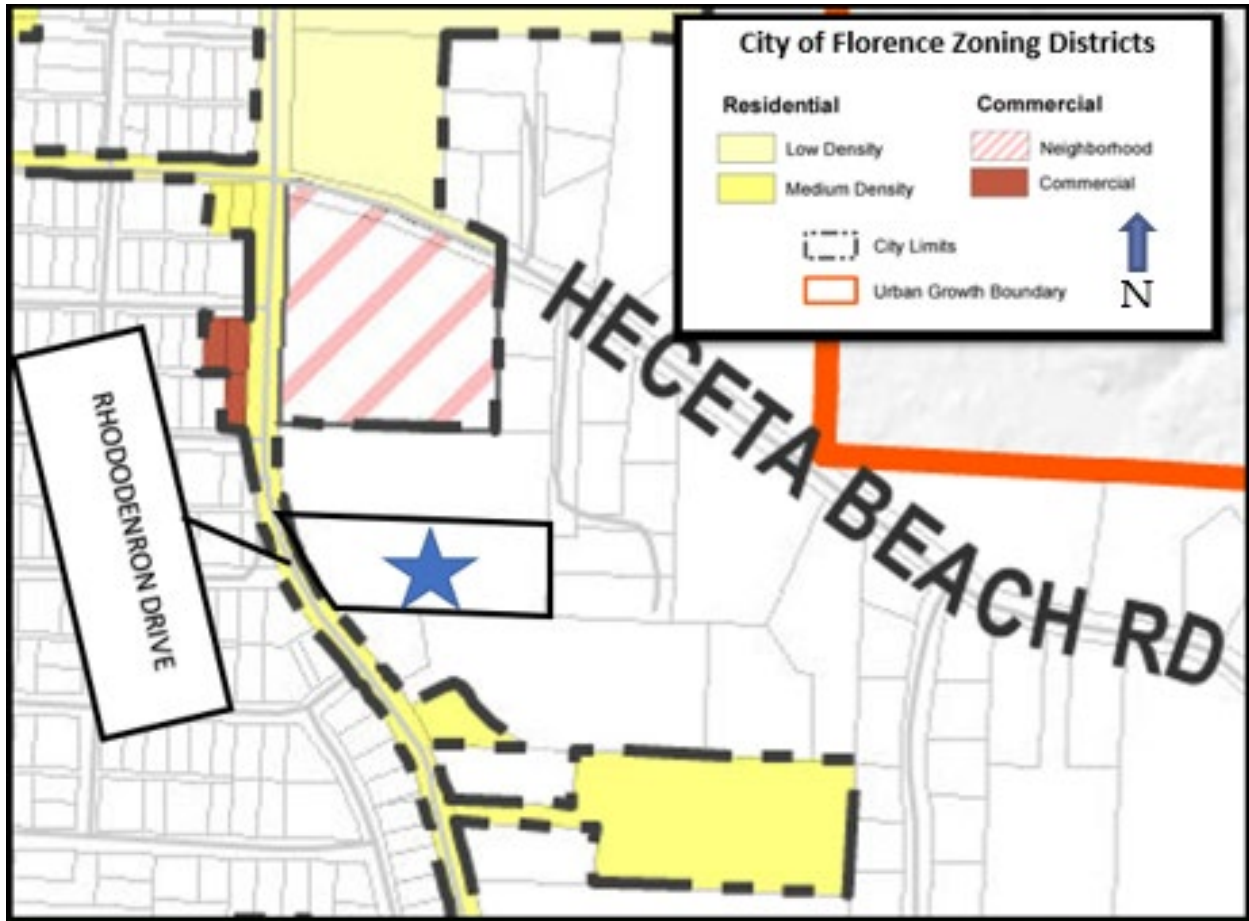 City of Florence Zoning Districts
Residential
Commercial
Low Density
Neighborhood
Medium Density
Commercial
City Limits
Urban Growth Boundary
N
HECETA BEACH RD
RHODODENRON DRIVE